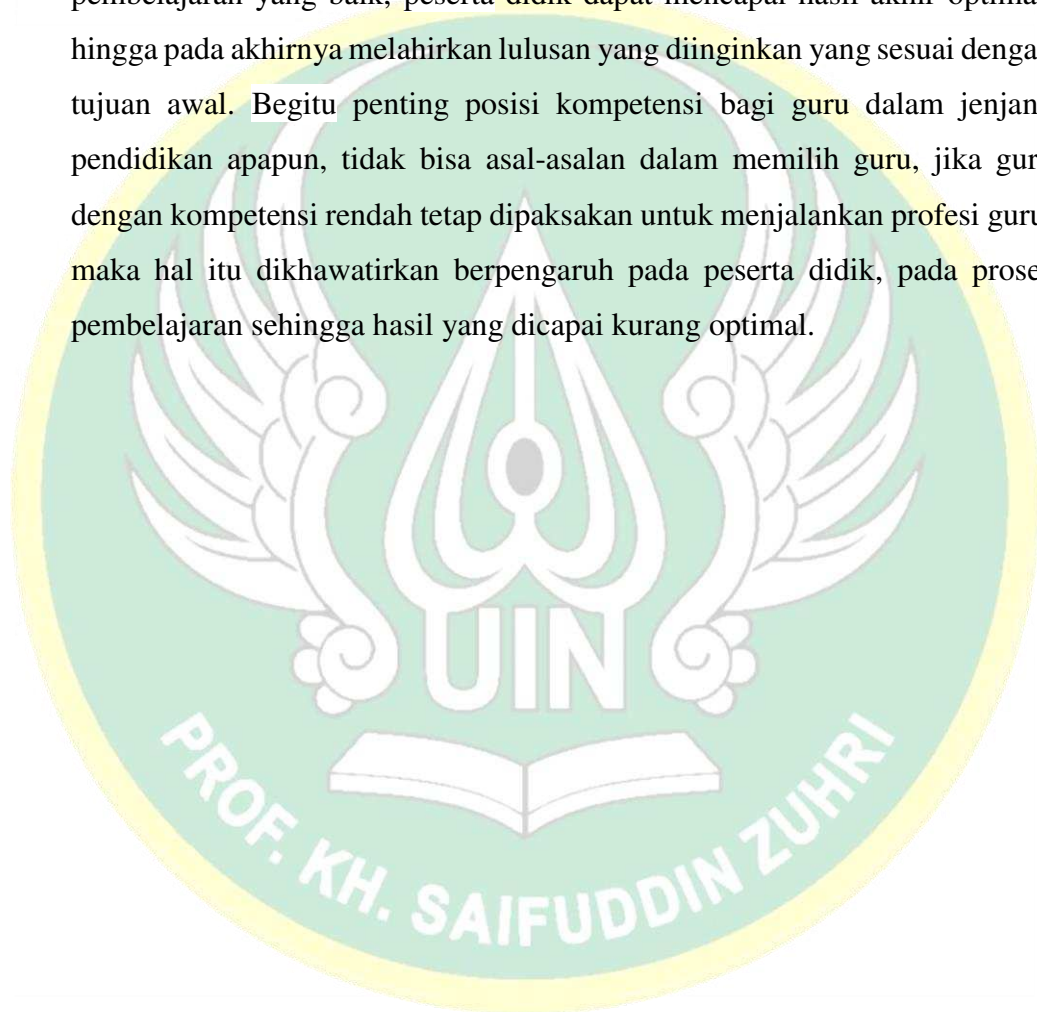 pembelajaran yang baik, peserta didik dapat mencapai hasil akhir optima
hingga pada akhirnya melahirkan lulusan yang diinginkan yang sesuai denga
tujuan awal. Begitu penting posisi kompetensi bagi guru dalam jenjan
pendidikan apapun, tidak bisa asal-asalan dalam memilih guru, jika gur
dengan kompetensi rendah tetap dipaksakan untuk menjalankan profesi guru
maka hal itu dikhawatirkan berpengaruh pada peserta didik, pada prose
pembelajaran sehingga hasil yang dicapai kurang optimal.
UIN
PROF. KH. SAIFUDDIN ZUHRI